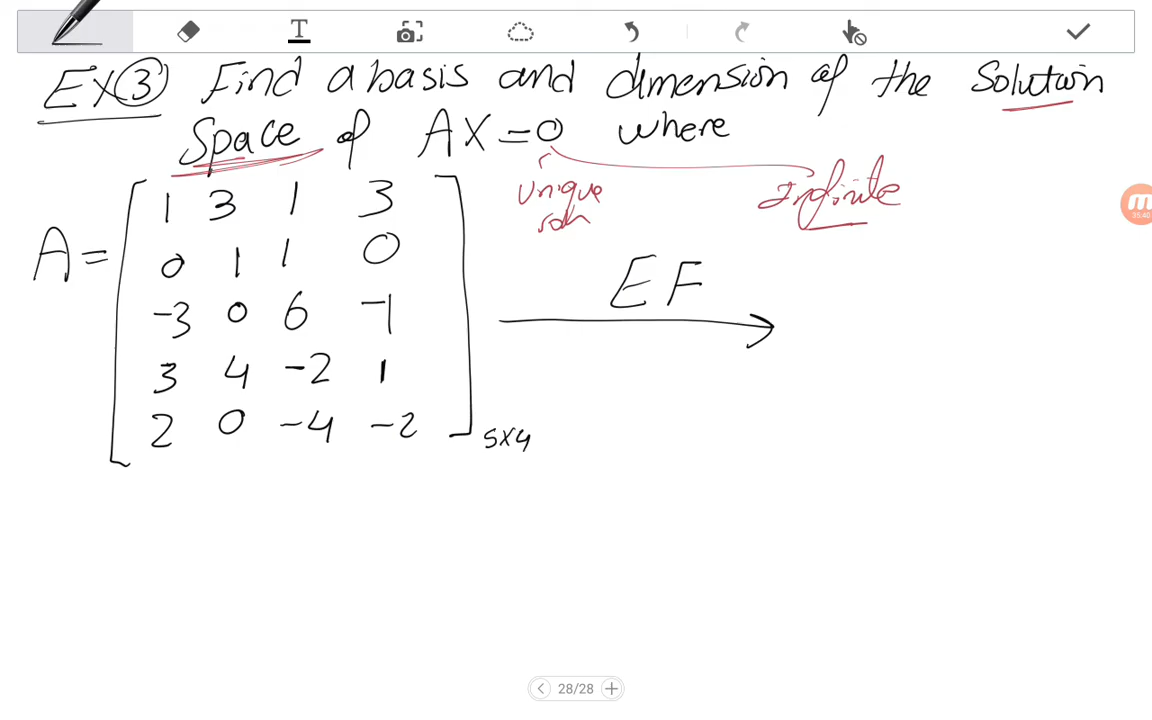 EX③ Find a basis and dimension of the Solution
Space of AX = 0 where
unique
soln
Infinite
A =
1 3 1 3
0 1 1 0
-3 0 6 -1
3 4 -2 1
2 0 -4 -2
5x4
EF
28/28
T